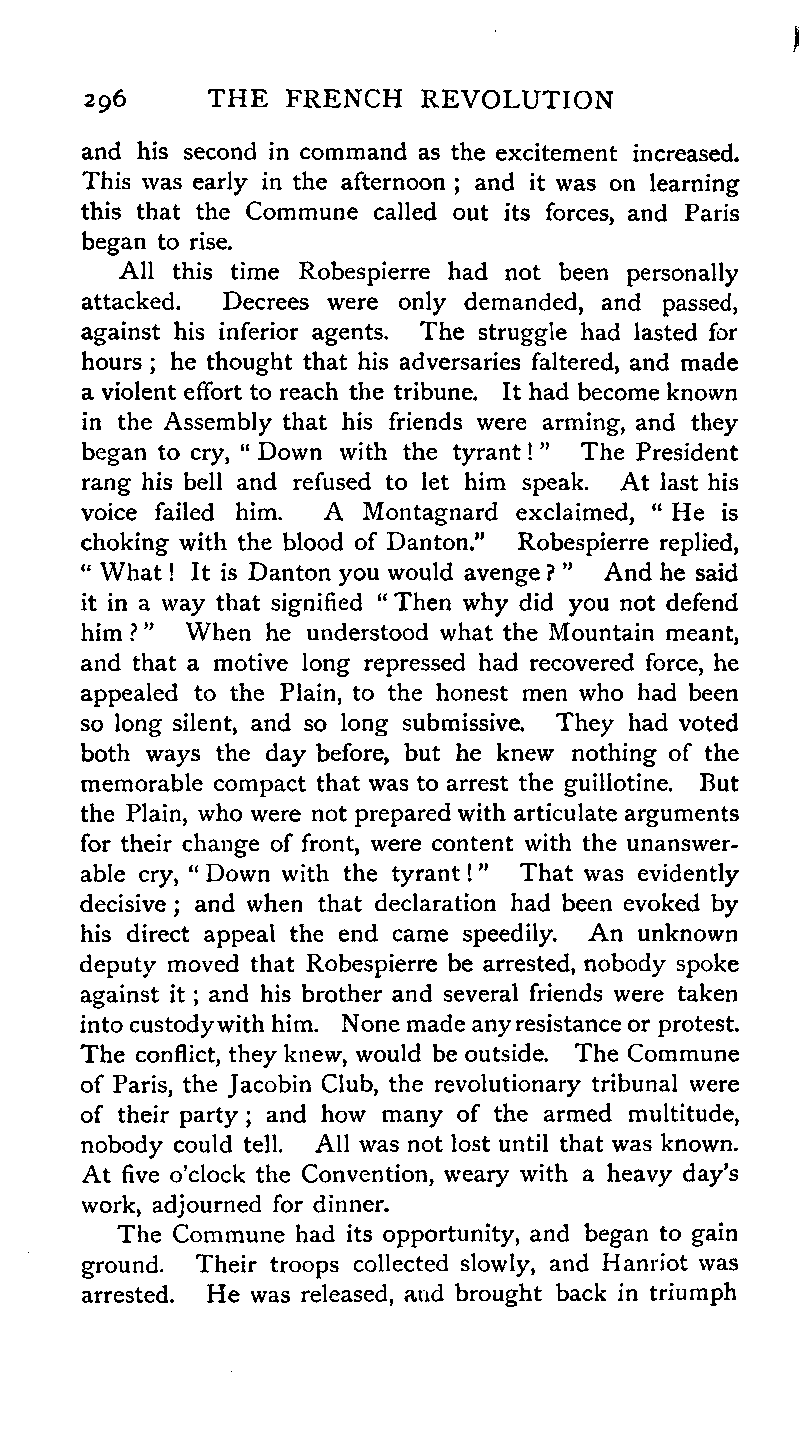 296 THE FRENCH REVOLUTION
and his second in command as the excitement increased.
This was early in the afternoon ; and it was on learning
this that the Commune called out its forces, and Paris
began to rise.
All this time Robespierre had not been personally
attacked. Decrees were only demanded, and passed,
against his inferior agents. The struggle had lasted for
hours ; he thought that his adversaries faltered, and made
a violent effort to reach the tribune. It had become known
in the Assembly that his friends were arming, and they
began to cry, “ Down with the tyrant ! ” The President
rang his bell and refused to let him speak. At last his
voice failed him. A Montagnard exclaimed, “ He is
choking with the blood of Danton.” Robespierre replied,
“ What ! It is Danton you would avenge ? ” And he said
it in a way that signified “ Then why did you not defend
him ? ” When he understood what the Mountain meant,
and that a motive long repressed had recovered force, he
appealed to the Plain, to the honest men who had been
so long silent, and so long submissive. They had voted
both ways the day before, but he knew nothing of the
memorable compact that was to arrest the guillotine. But
the Plain, who were not prepared with articulate arguments
for their change of front, were content with the unanswer-
able cry, “ Down with the tyrant ! ” That was evidently
decisive ; and when that declaration had been evoked by
his direct appeal the end came speedily. An unknown
deputy moved that Robespierre be arrested, nobody spoke
against it ; and his brother and several friends were taken
into custody with him. None made any resistance or protest.
The conflict, they knew, would be outside. The Commune
of Paris, the Jacobin Club, the revolutionary tribunal were
of their party ; and how many of the armed multitude,
nobody could tell. All was not lost until that was known.
At five o’clock the Convention, weary with a heavy day’s
work, adjourned for dinner.
The Commune had its opportunity, and began to gain
ground. Their troops collected slowly, and Hanriot was
arrested. He was released, and brought back in triumph